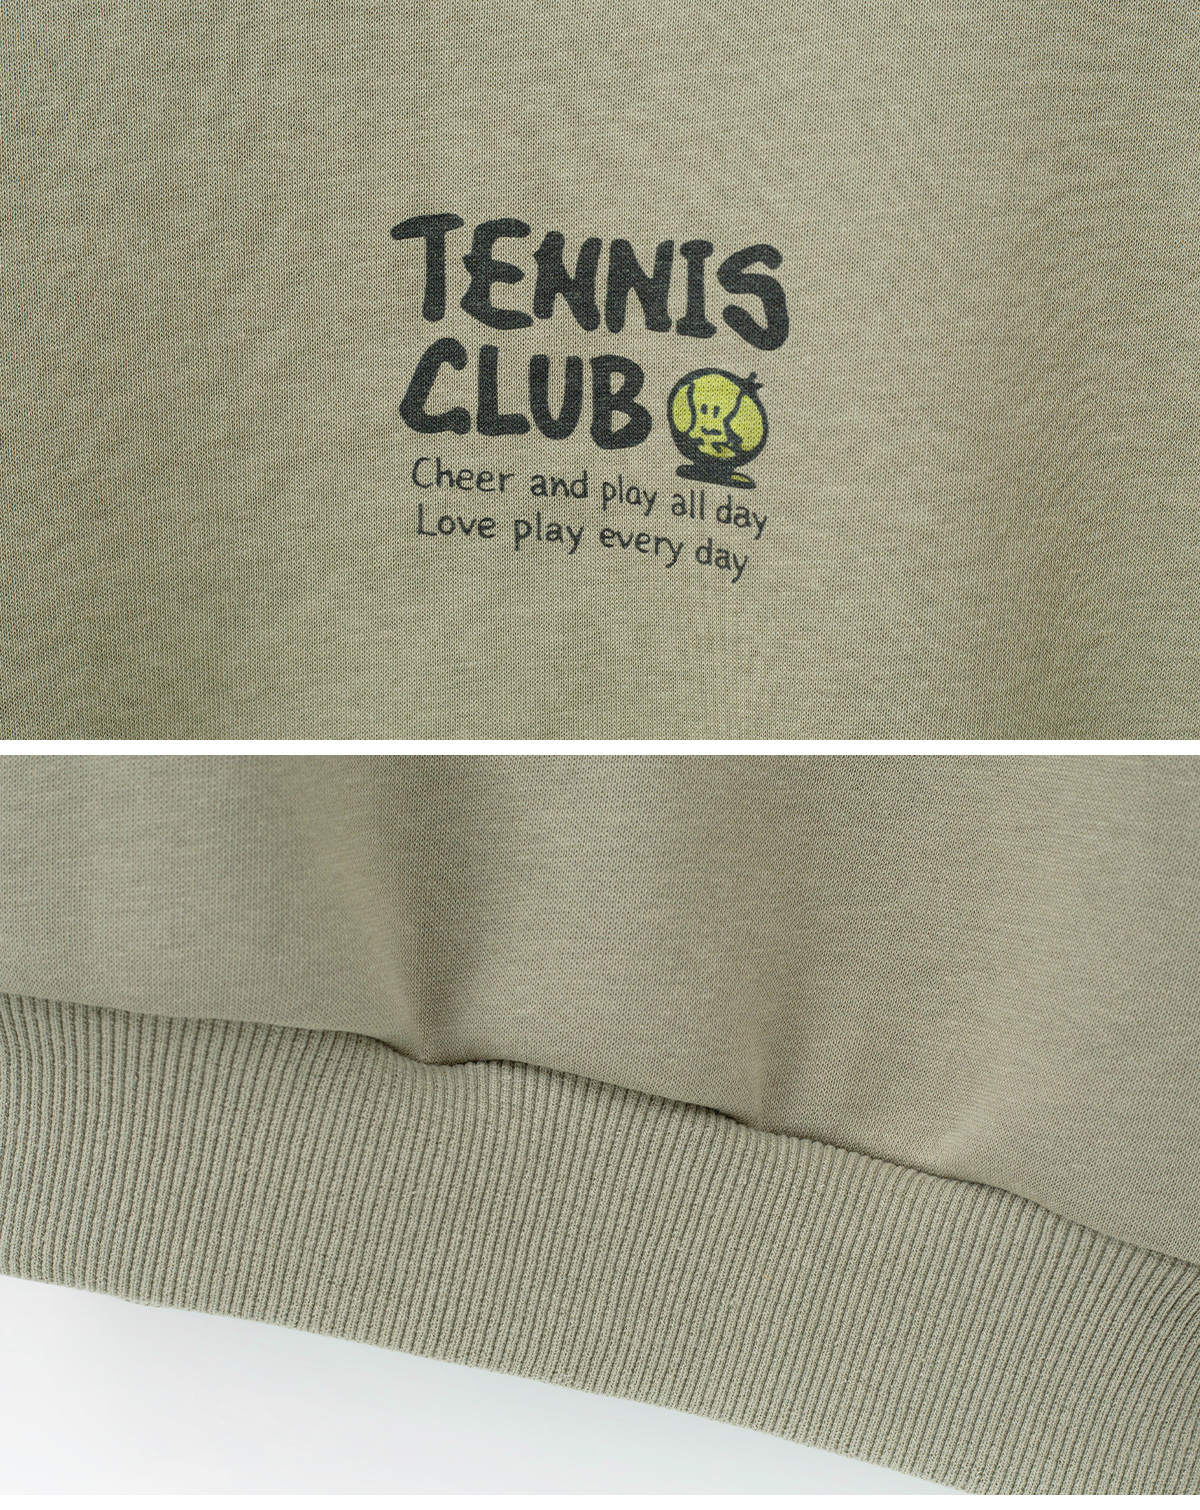 TENNIS
CLUB
Cheer and play all day
Love play every day